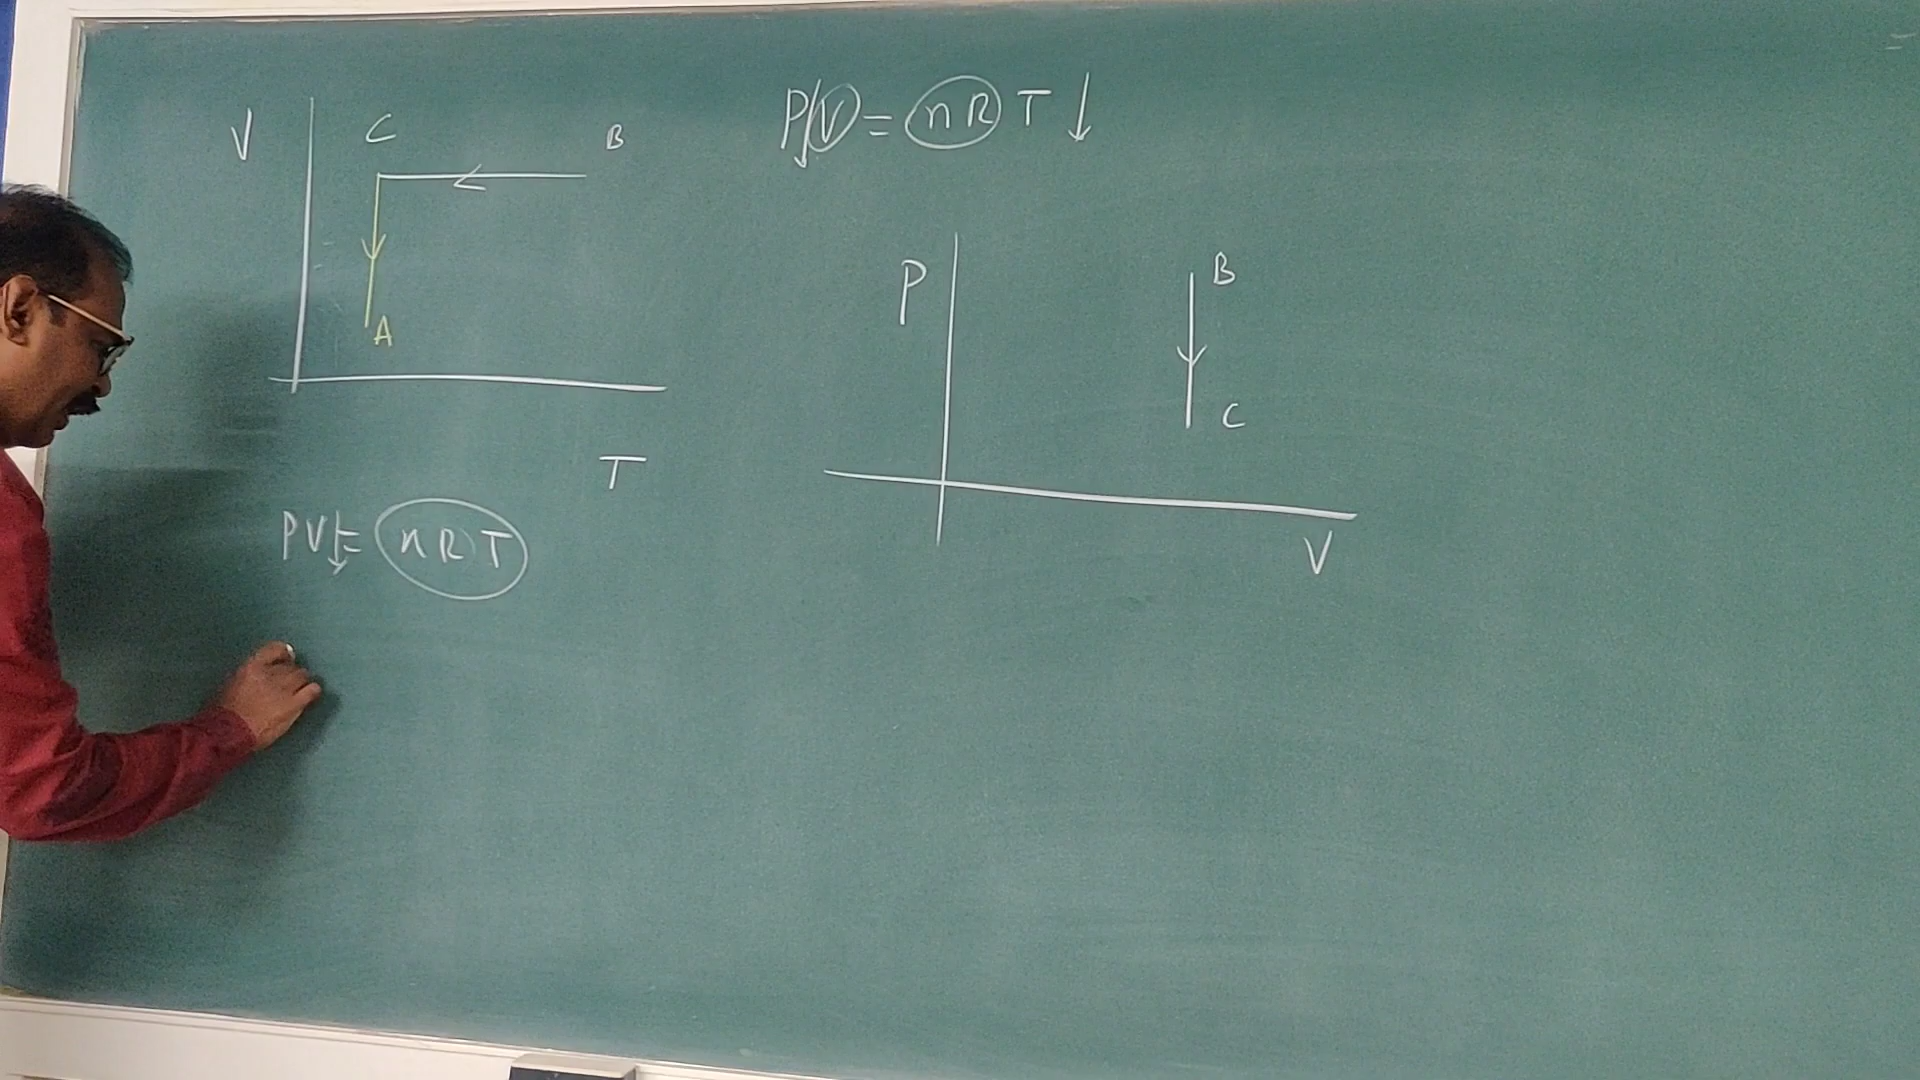 V
C
B
A
T
PV = nRT
PV = nRT ↓
P
B
C
V